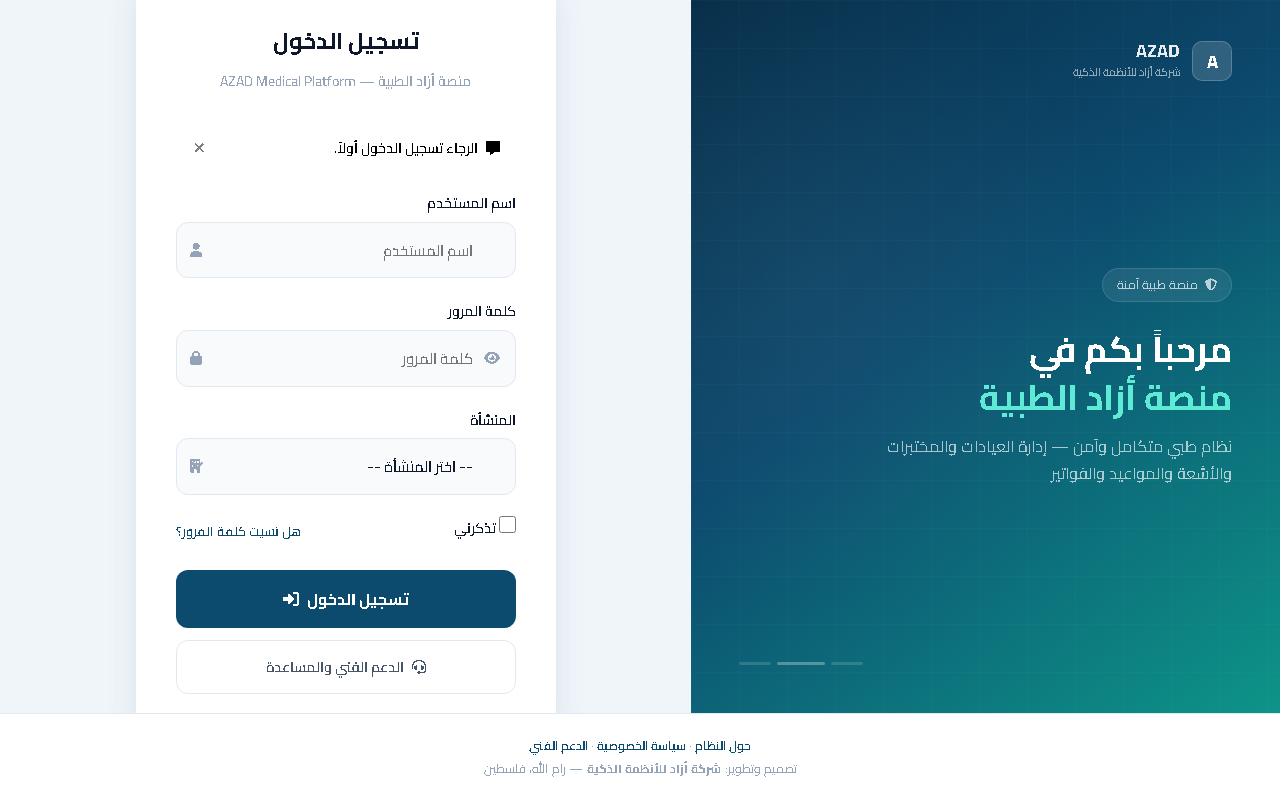 A
AZAD
شركة أزاد للأنظمة الذكية
منصة طبية آمنة
مرحباً بكم في
منصة أزاد الطبية
نظام طبي متكامل وآمن — إدارة العيادات والمختبرات
والأشعة والمواعيد والفواتير
تسجيل الدخول
منصة أزاد الطبية — AZAD Medical Platform
الرجاء تسجيل الدخول أولاً.
اسم المستخدم
اسم المستخدم
كلمة المرور
كلمة المرور
المنشأة
-- اختر المنشأة --
تذكرني
هل نسيت كلمة المرور؟
تسجيل الدخول
الدعم الفني والمساعدة
حول النظام · سياسة الخصوصية · الدعم الفني
تصميم وتطوير: شركة أزاد للأنظمة الذكية — رام الله، فلسطين